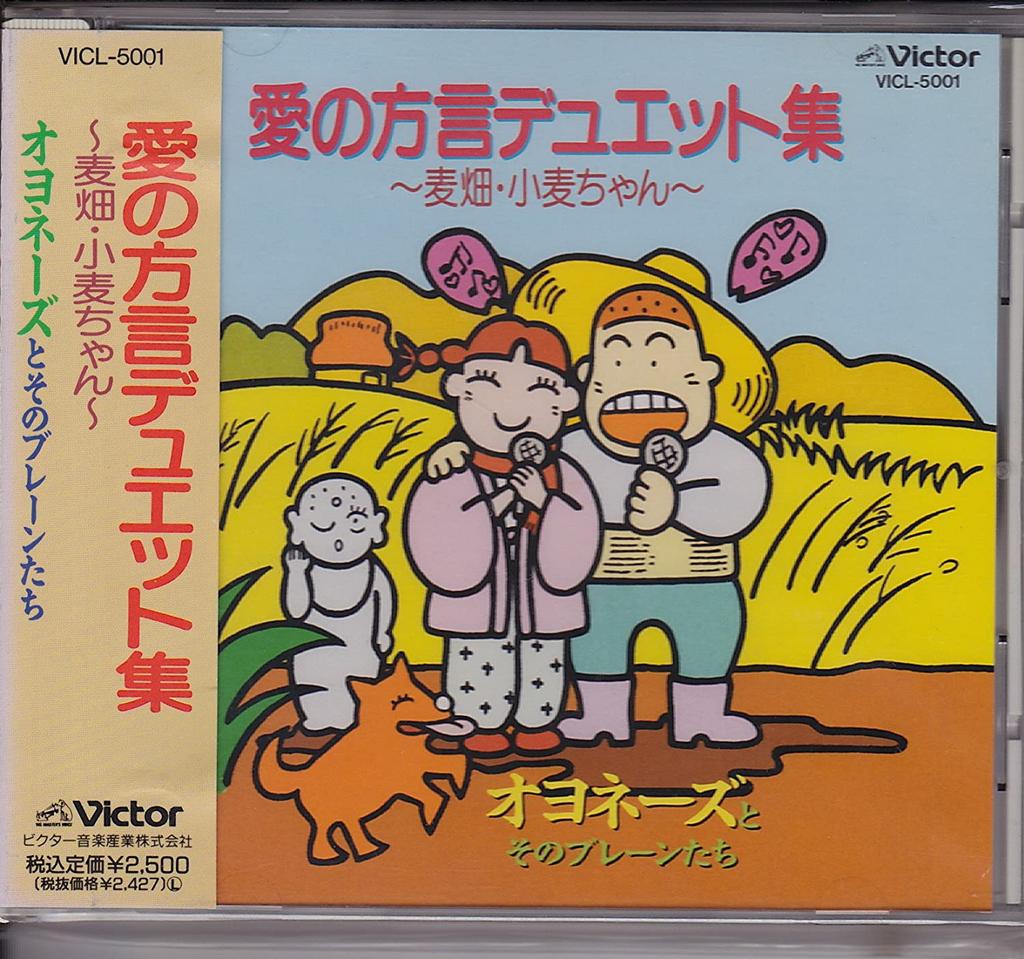 VICL-5001
愛の方言デュエット集
～麦畑・小麦ちゃん～
オヨネーズとそのブレーンたち
Victor
ビクター音楽産業株式会社
税込定価¥2,500
(税抜価格¥2,427)Ⓛ
Victor
VICL-5001
愛の方言デュエット集
～麦畑・小麦ちゃん～
オヨネーズと
そのブレーンたち